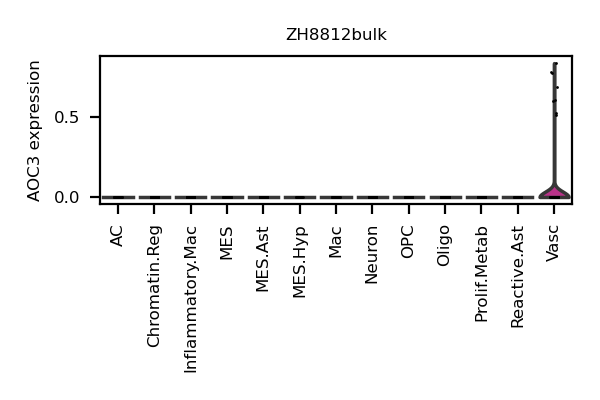 ZH8812bulk
AOC3 expression
0.5
0.0
AC
Chromatin.Reg
Inflammatory.Mac
MES
MES.Ast
MES.Hyp
Mac
Neuron
OPC
Oligo
Prolif.Metab
Reactive.Ast
Vasc